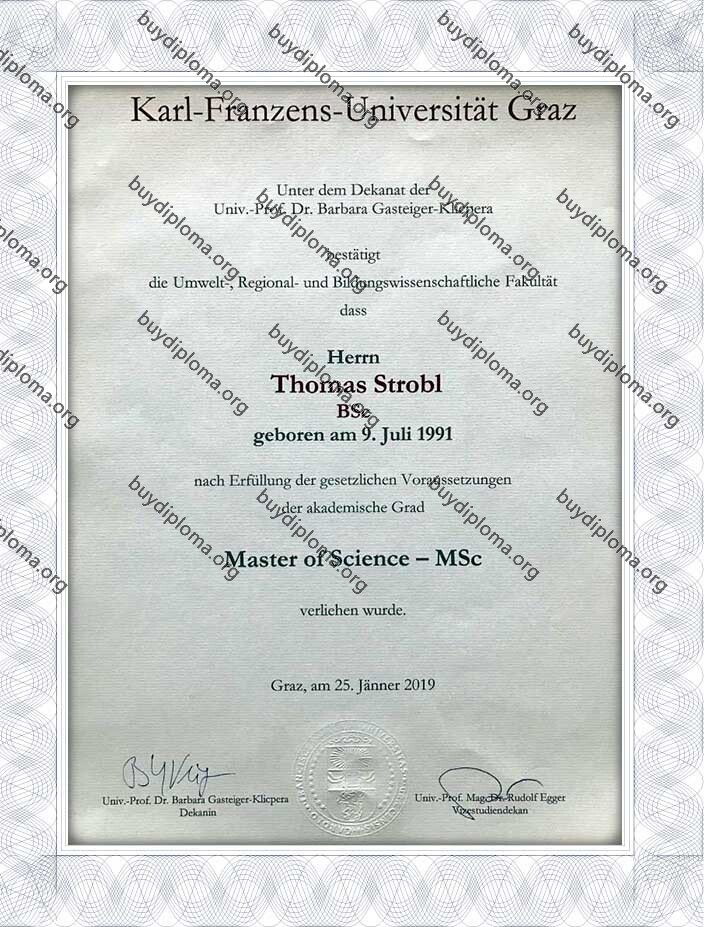 Karl-Franzens-Universität Graz
Unter dem Dekanat der
Univ.-Prof. Dr. Barbara Gasteiger-Klicpera
bestätigt
die Umwelt-, Regional- und Bildungswissenschaftliche Fakultät
dass
Herrn
Thomas Strobl
BSc
geboren am 9. Juli 1991
nach Erfüllung der gesetzlichen Voraussetzungen
der akademische Grad
Master of Science – MSc
verliehen wurde.
Graz, am 25. Jänner 2019
Univ.-Prof. Dr. Barbara Gasteiger-Klicpera
Dekanin
Univ.-Prof. Mag. Dr. Rudolf Egger
Vizestudiendekan
buydiploma.org